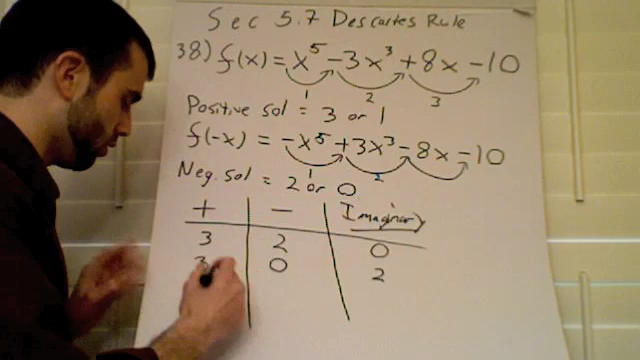 Sec 5.7 Descartes Rule
38) f(x) = x⁵ - 3x³ + 8x - 10
1 2 3
Positive sol = 3 or 1
f(-x) = -x⁵ + 3x³ - 8x - 10
1 2
Neg. sol = 2 or 0
+ - Imaginary
3 2 0
3 0 2